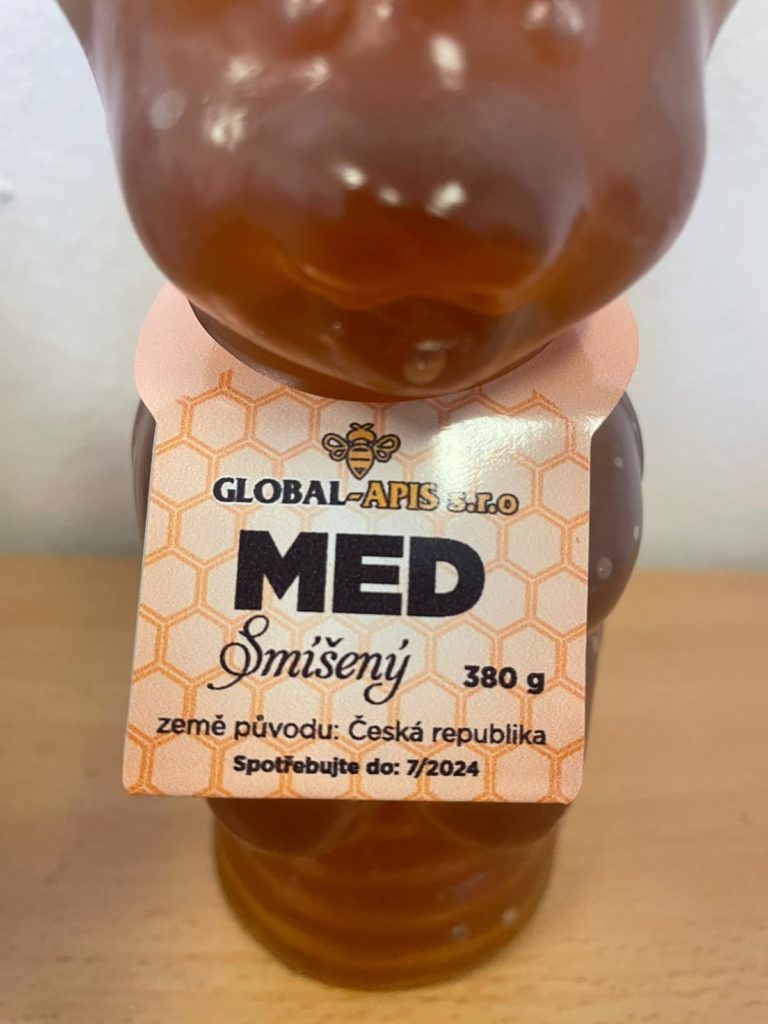 GLOBAL-APIS s.r.o
MED
Smíšený 380 g
země původu: Česká republika
Spotřebujte do: 7/2024